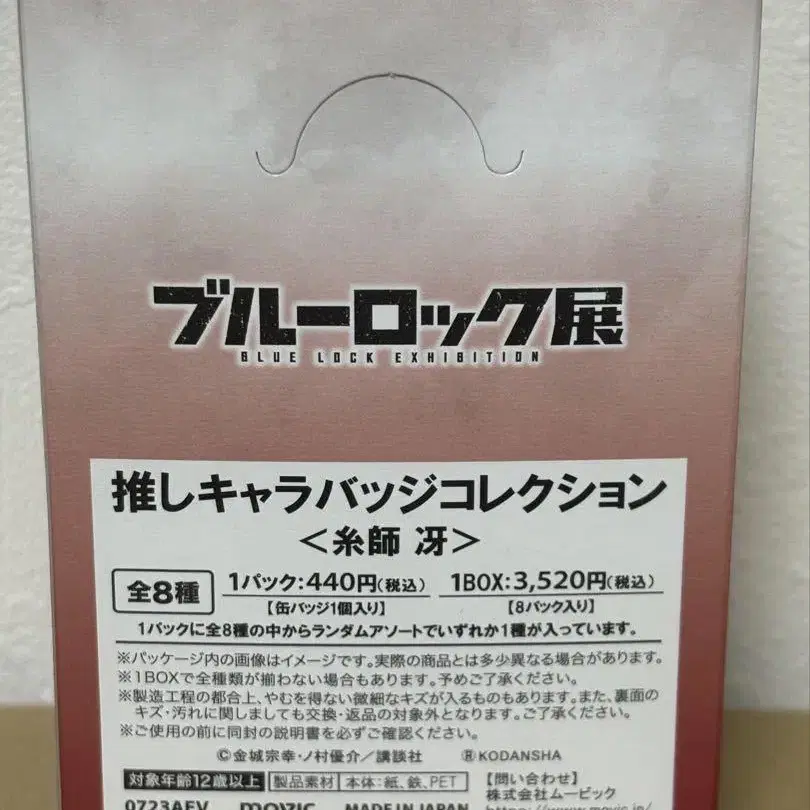 ブルーロック展
BLUE LOCK EXHIBITION
推しキャラバッジコレクション
＜糸師 冴＞
全8種 1パック:440円(税込) 1BOX:3,520円(税込)
【缶バッジ1個入り】 【8パック入り】
1パックに全8種の中からランダムアソートでいずれか1種が入っています。
※パッケージ内の画像はイメージです。実際の商品とは多少異なる場合があります。
※1BOXで全種類が揃わない場合もあります。予めご了承ください。
※製造工程の都合上、やむを得ない微細なキズが入るものもあります。また、裏面の
キズ・汚れに関しましても交換・返品の対象外となります。ご了承ください。
※ご使用の前に同封の説明書を必ずご確認ください。
©金城宗幸・ノ村優介／講談社 ®KODANSHA
対象年齢12歳以上 製品素材 本体:紙、鉄、PET 【問い合わせ】
株式会社ムービック
0723AEV movic MADE IN JAPAN